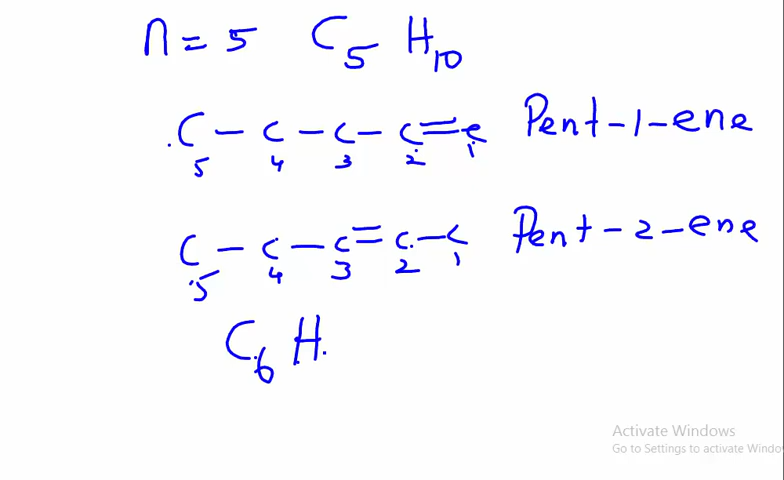 n = 5 C5 H10
C - C - C - C = C Pent-1-ene
5 4 3 2 1
C - C - C = C - C Pent-2-ene
5 4 3 2 1
C6 H
Activate Windows
Go to Settings to activate Windo